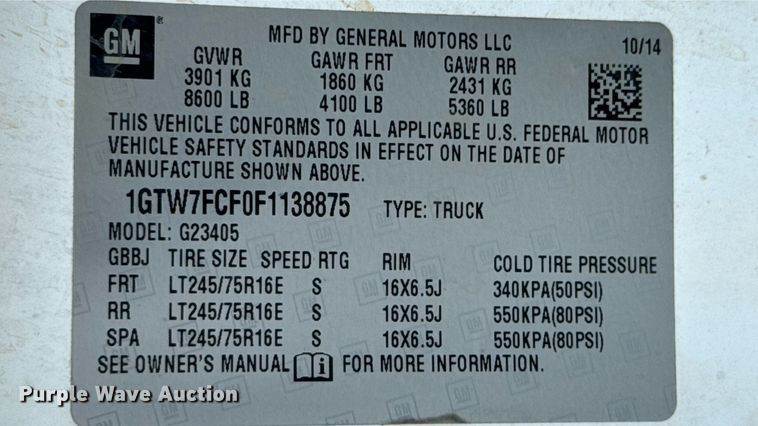 GM
MFD BY GENERAL MOTORS LLC 10/14
GVWR GAWR FRT GAWR RR
3901 KG 1860 KG 2431 KG
8600 LB 4100 LB 5360 LB
THIS VEHICLE CONFORMS TO ALL APPLICABLE U.S. FEDERAL MOTOR
VEHICLE SAFETY STANDARDS IN EFFECT ON THE DATE OF
MANUFACTURE SHOWN ABOVE.
1GTW7FCF0F1138875 TYPE: TRUCK
MODEL: G23405
GBBJ TIRE SIZE SPEED RTG RIM COLD TIRE PRESSURE
FRT LT245/75R16E S 16X6.5J 340KPA(50PSI)
RR LT245/75R16E S 16X6.5J 550KPA(80PSI)
SPA LT245/75R16E S 16X6.5J 550KPA(80PSI)
SEE OWNER'S MANUAL i FOR MORE INFORMATION.
Purple Wave Auction